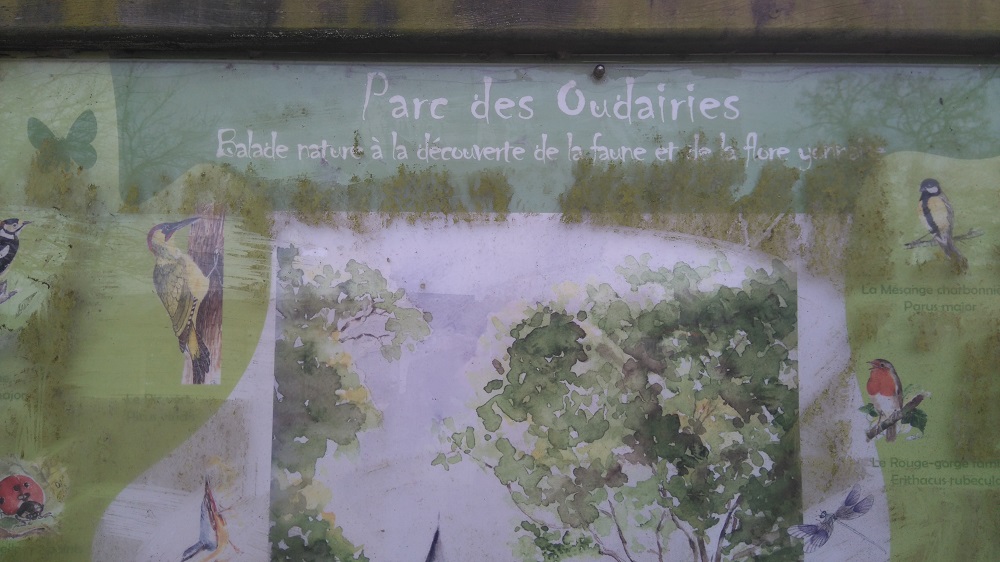 Parc des Oudairies
Balade nature à la découverte de la faune et de la flore
La Mésange charbonni
Parus major
Le Rouge-gorge fam
Erithacus rubecula